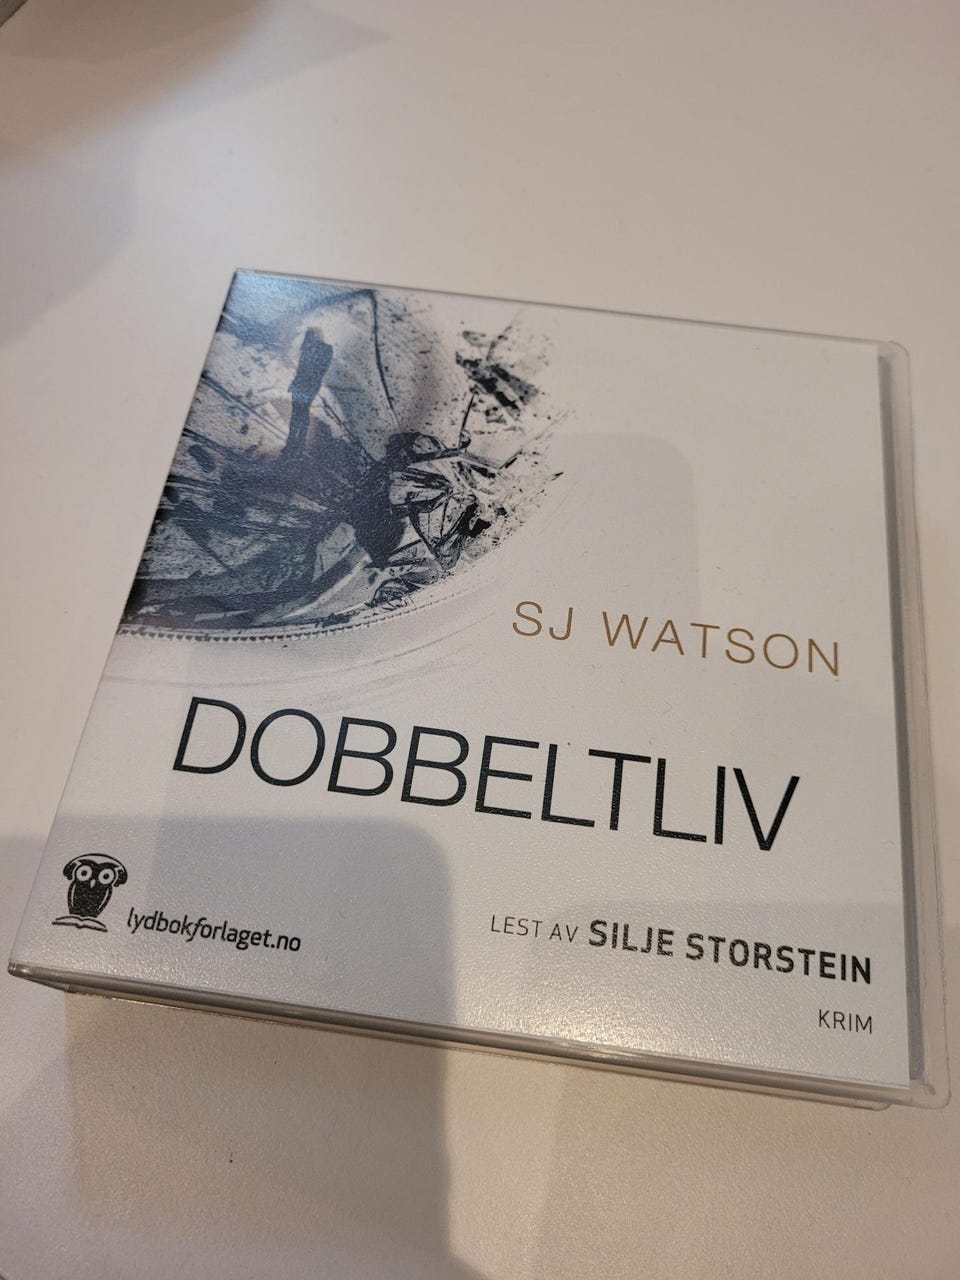 SJ WATSON
DOBBELTLIV
lydbokforlaget.no
LEST AV SILJE STORSTEIN
KRIM